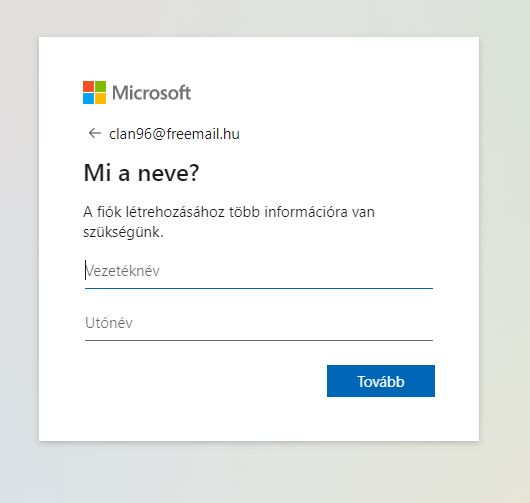 Microsoft
← clan96@freemail.hu
Mi a neve?
A fiók létrehozásához több információra van
szükségünk.
Vezetéknév
Utónév
Tovább